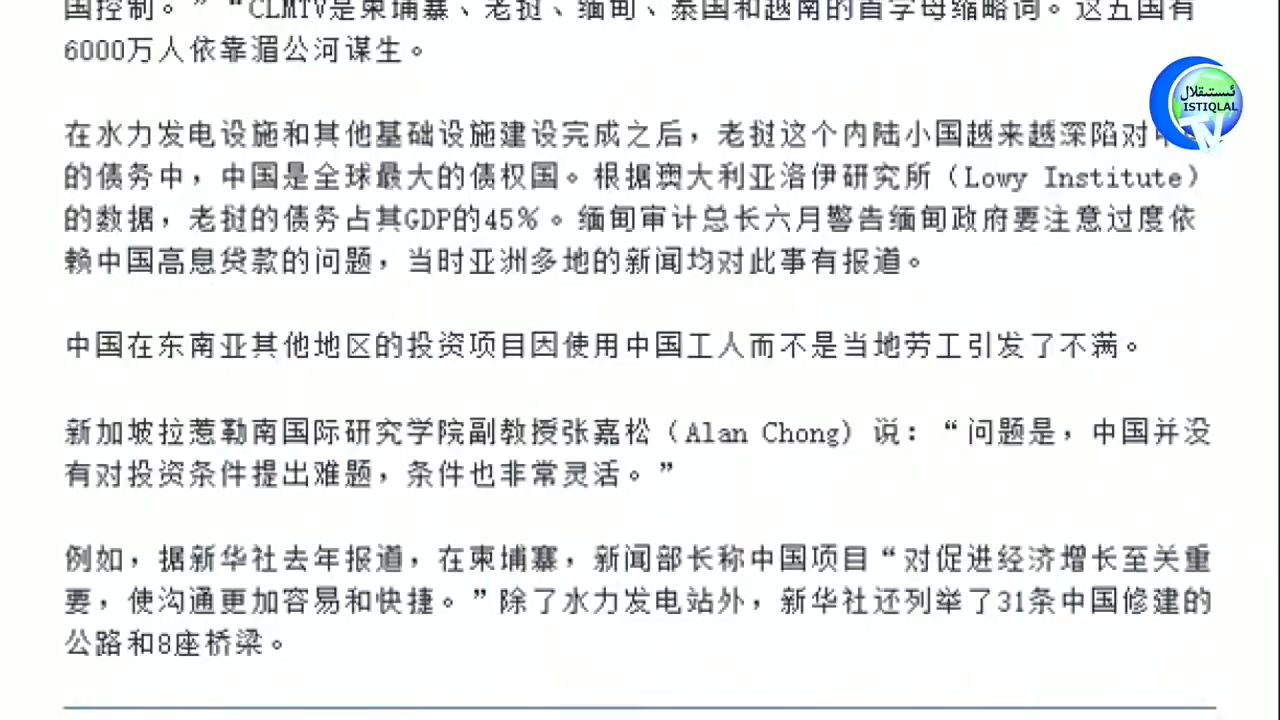 国控制。”“CLMTV是柬埔寨、老挝、缅甸、泰国和越南的首字母缩略词。这五国有
6000万人依靠湄公河谋生。
ئىستىقلال
ISTIQLAL
TV
在水力发电设施和其他基础设施建设完成之后，老挝这个内陆小国越来越深陷对中
的债务中，中国是全球最大的债权国。根据澳大利亚洛伊研究所（Lowy Institute）
的数据，老挝的债务占其GDP的45%。缅甸审计总长六月警告缅甸政府要注意过度依
赖中国高息贷款的问题，当时亚洲多地的新闻均对此事有报道。
中国在东南亚其他地区的投资项目因使用中国工人而不是当地劳工引发了不满。
新加坡拉惹勒南国际研究学院副教授张嘉松（Alan Chong）说：“问题是，中国并没
有对投资条件提出难题，条件也非常灵活。”
例如，据新华社去年报道，在柬埔寨，新闻部长称中国项目“对促进经济增长至关重
要，使沟通更加容易和快捷。”除了水力发电站外，新华社还列举了31条中国修建的
公路和8座桥梁。